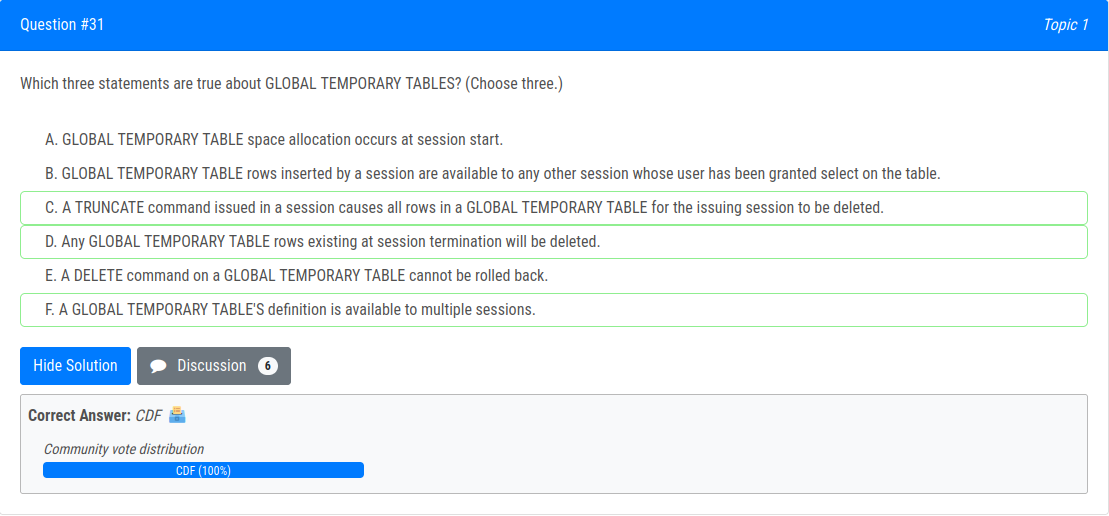 Question #31
Topic 1
Which three statements are true about GLOBAL TEMPORARY TABLES? (Choose three.)
A. GLOBAL TEMPORARY TABLE space allocation occurs at session start.
B. GLOBAL TEMPORARY TABLE rows inserted by a session are available to any other session whose user has been granted select on the table.
C. A TRUNCATE command issued in a session causes all rows in a GLOBAL TEMPORARY TABLE for the issuing session to be deleted.
D. Any GLOBAL TEMPORARY TABLE rows existing at session termination will be deleted.
E. A DELETE command on a GLOBAL TEMPORARY TABLE cannot be rolled back.
F. A GLOBAL TEMPORARY TABLE'S definition is available to multiple sessions.
Hide Solution
Discussion 6
Correct Answer: CDF
Community vote distribution
CDF (100%)